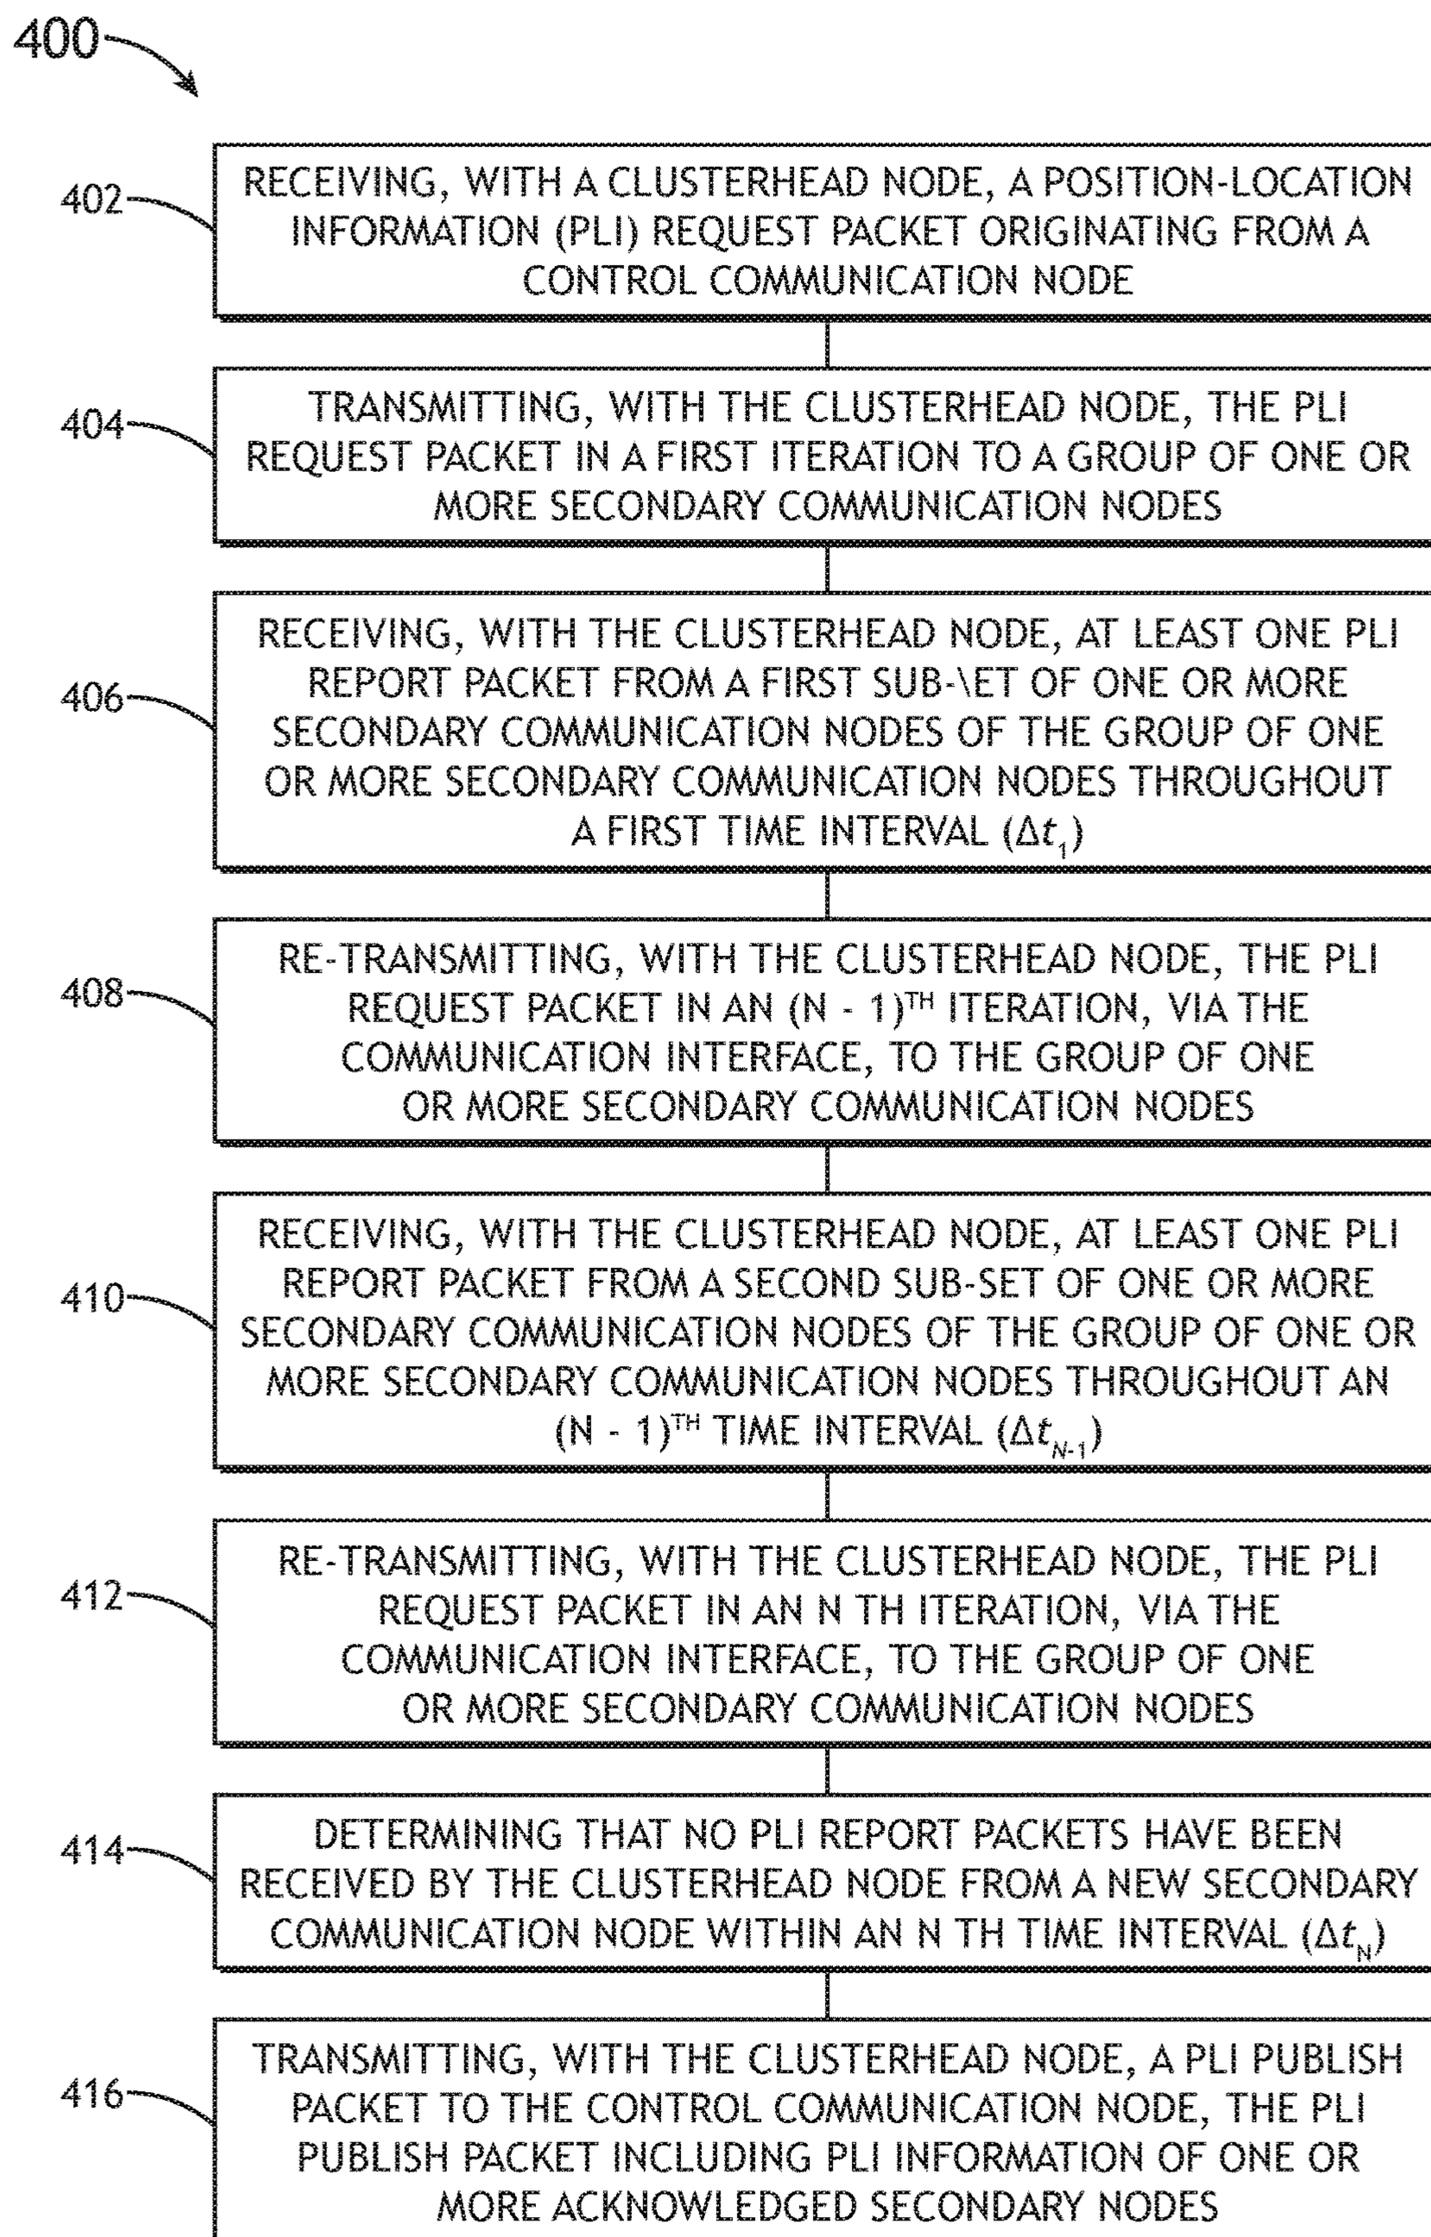 400
402
RECEIVING, WITH A CLUSTERHEAD NODE, A POSITION-LOCATION
INFORMATION (PLI) REQUEST PACKET ORIGINATING FROM A
CONTROL COMMUNICATION NODE
404
TRANSMITTING, WITH THE CLUSTERHEAD NODE, THE PLI
REQUEST PACKET IN A FIRST ITERATION TO A GROUP OF ONE OR
MORE SECONDARY COMMUNICATION NODES
406
RECEIVING, WITH THE CLUSTERHEAD NODE, AT LEAST ONE PLI
REPORT PACKET FROM A FIRST SUB-\ET OF ONE OR MORE
SECONDARY COMMUNICATION NODES OF THE GROUP OF ONE
OR MORE SECONDARY COMMUNICATION NODES THROUGHOUT
A FIRST TIME INTERVAL (Δt₁)
408
RE-TRANSMITTING, WITH THE CLUSTERHEAD NODE, THE PLI
REQUEST PACKET IN AN (N - 1)ᵀᴴ ITERATION, VIA THE
COMMUNICATION INTERFACE, TO THE GROUP OF ONE
OR MORE SECONDARY COMMUNICATION NODES
410
RECEIVING, WITH THE CLUSTERHEAD NODE, AT LEAST ONE PLI
REPORT PACKET FROM A SECOND SUB-SET OF ONE OR MORE
SECONDARY COMMUNICATION NODES OF THE GROUP OF ONE OR
MORE SECONDARY COMMUNICATION NODES THROUGHOUT AN
(N - 1)ᵀᴴ TIME INTERVAL (Δt_N-1)
412
RE-TRANSMITTING, WITH THE CLUSTERHEAD NODE, THE PLI
REQUEST PACKET IN AN N TH ITERATION, VIA THE
COMMUNICATION INTERFACE, TO THE GROUP OF ONE
OR MORE SECONDARY COMMUNICATION NODES
414
DETERMINING THAT NO PLI REPORT PACKETS HAVE BEEN
RECEIVED BY THE CLUSTERHEAD NODE FROM A NEW SECONDARY
COMMUNICATION NODE WITHIN AN N TH TIME INTERVAL (Δt_N)
416
TRANSMITTING, WITH THE CLUSTERHEAD NODE, A PLI PUBLISH
PACKET TO THE CONTROL COMMUNICATION NODE, THE PLI
PUBLISH PACKET INCLUDING PLI INFORMATION OF ONE OR
MORE ACKNOWLEDGED SECONDARY NODES